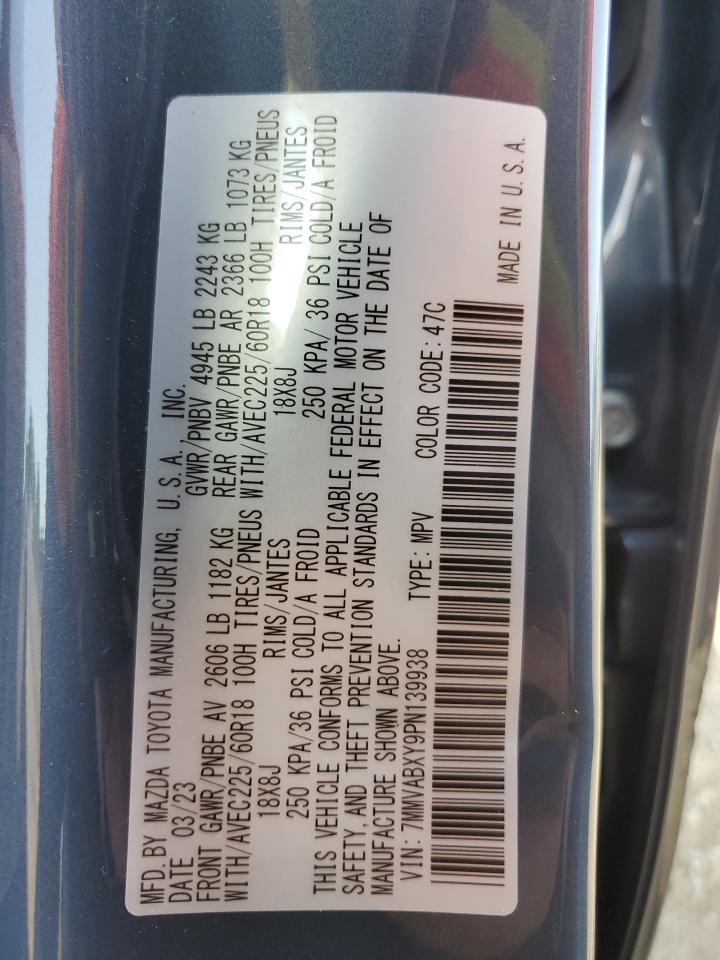 MFD. BY MAZDA TOYOTA MANUFACTURING, U.S.A., INC.
DATE 03/23 GVWR/PNBV 4945 LB 2243 KG
FRONT GAWR/PNBE AV 2606 LB 1182 KG REAR GAWR/PNBE AR 2366 LB 1073 KG
WITH/AVEC225/60R18 100H TIRES/PNEUS WITH/AVEC225/60R18 100H TIRES/PNEUS
18X8J RIMS/JANTES 18X8J RIMS/JANTES
250 KPA/36 PSI COLD/A FROID 250 KPA/ 36 PSI COLD/A FROID
THIS VEHICLE CONFORMS TO ALL APPLICABLE FEDERAL MOTOR VEHICLE
SAFETY, AND THEFT PREVENTION STANDARDS IN EFFECT ON THE DATE OF
MANUFACTURE SHOWN ABOVE.
VIN: 7MMVABXY9PN139938 TYPE: MPV COLOR CODE: 47C
MADE IN U.S.A.